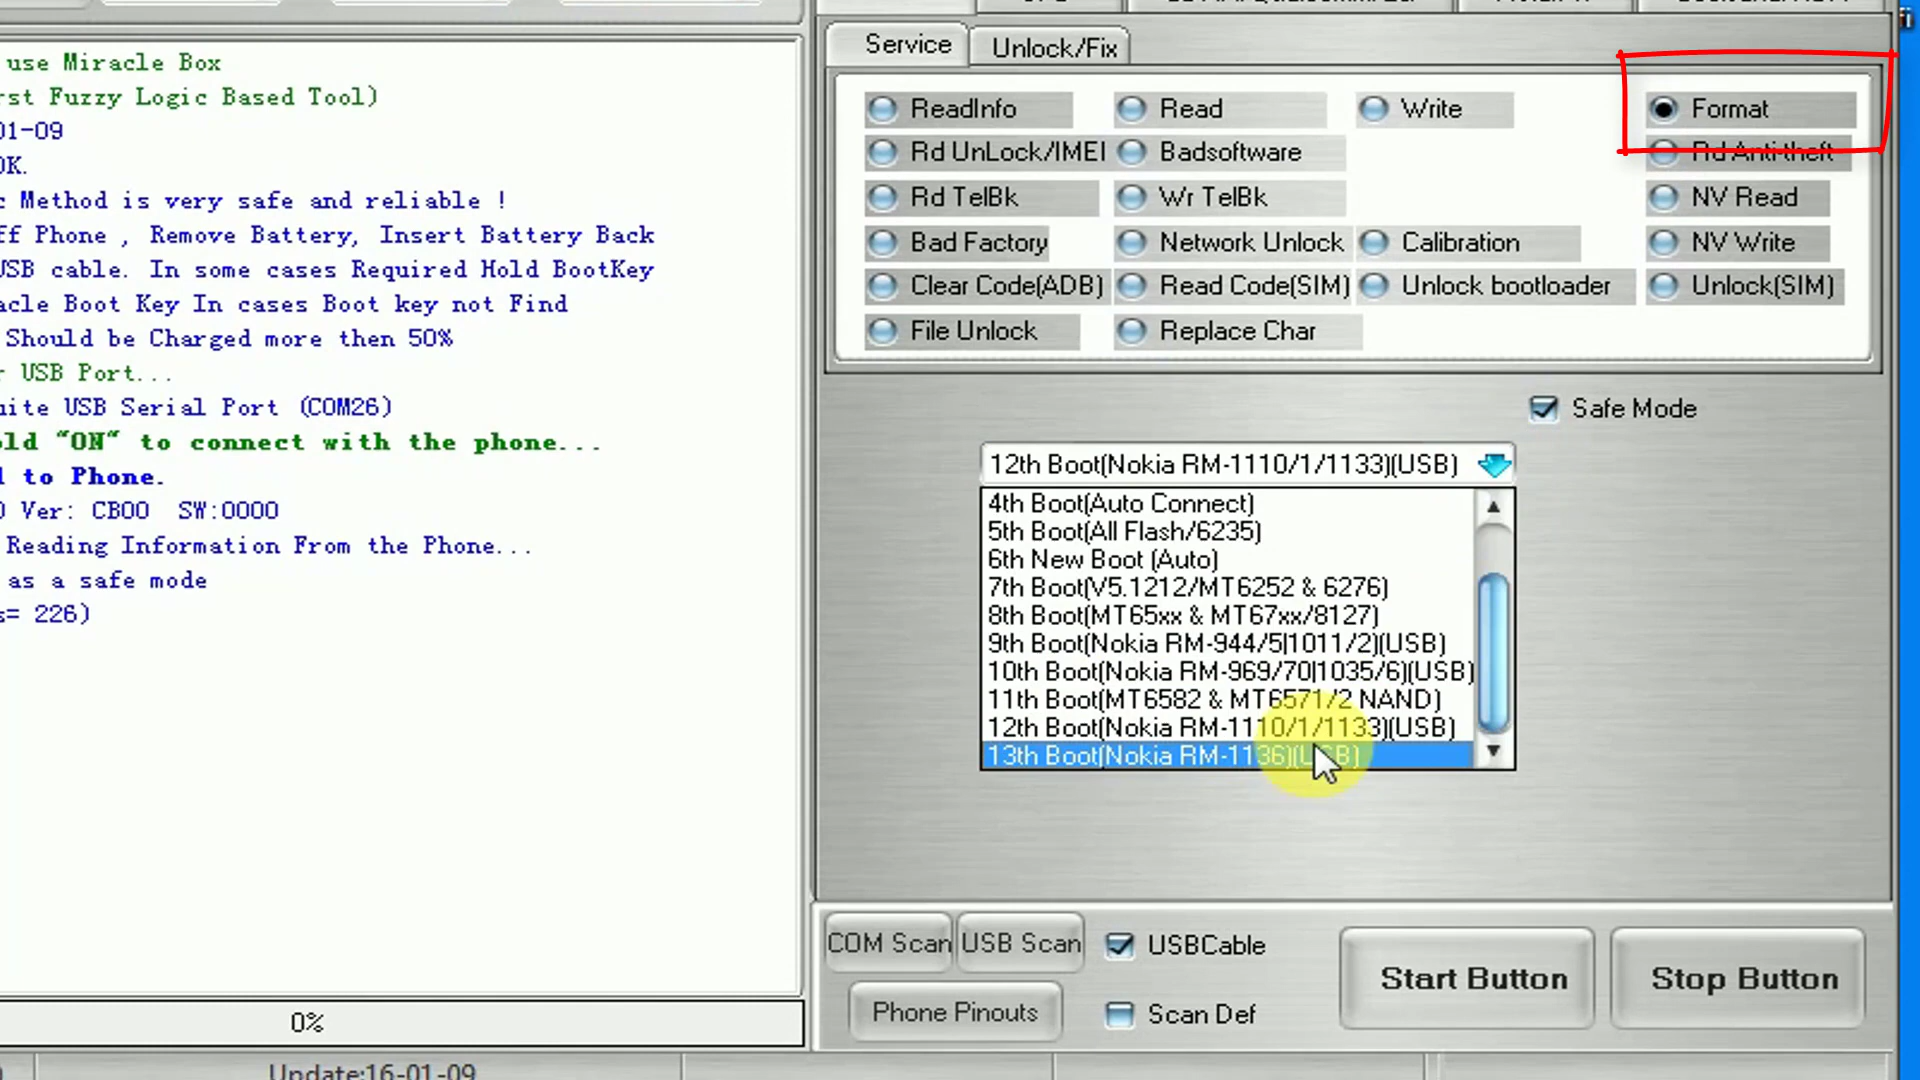 use Miracle Box
rst Fuzzy Logic Based Tool)
01-09
OK.
c Method is very safe and reliable !
ff Phone , Remove Battery, Insert Battery Back
USB cable. In some cases Required Hold BootKey
acle Boot Key In cases Boot key not Find
Should be Charged more then 50%
r USB Port...
uite USB Serial Port (COM26)
old "ON" to connect with the phone...
l to Phone.
0 Ver: CB00 SW:0000
Reading Information From the Phone...
as a safe mode
s= 226)
0%
Update:16-01-09
Service
Unlock/Fix
ReadInfo
Read
Write
Format
Rd UnLock/IMEI
Badsoftware
Rd Anti-theft
Rd TelBk
Wr TelBk
NV Read
Bad Factory
Network Unlock
Calibration
NV Write
Clear Code(ADB)
Read Code(SIM)
Unlock bootloader
Unlock(SIM)
File Unlock
Replace Char
Safe Mode
12th Boot(Nokia RM-1110/1/1133)(USB)
4th Boot(Auto Connect)
5th Boot(All Flash/6235)
6th New Boot (Auto)
7th Boot(V5.1212/MT6252 & 6276)
8th Boot(MT65xx & MT67xx/8127)
9th Boot(Nokia RM-944/5|1011/2)(USB)
10th Boot(Nokia RM-969/70|1035/6)(USB)
11th Boot(MT6582 & MT6571/2 NAND)
12th Boot(Nokia RM-1110/1/1133)(USB)
13th Boot(Nokia RM-1136)(USB)
COM Scan
USB Scan
USBCable
Start Button
Stop Button
Phone Pinouts
Scan Def